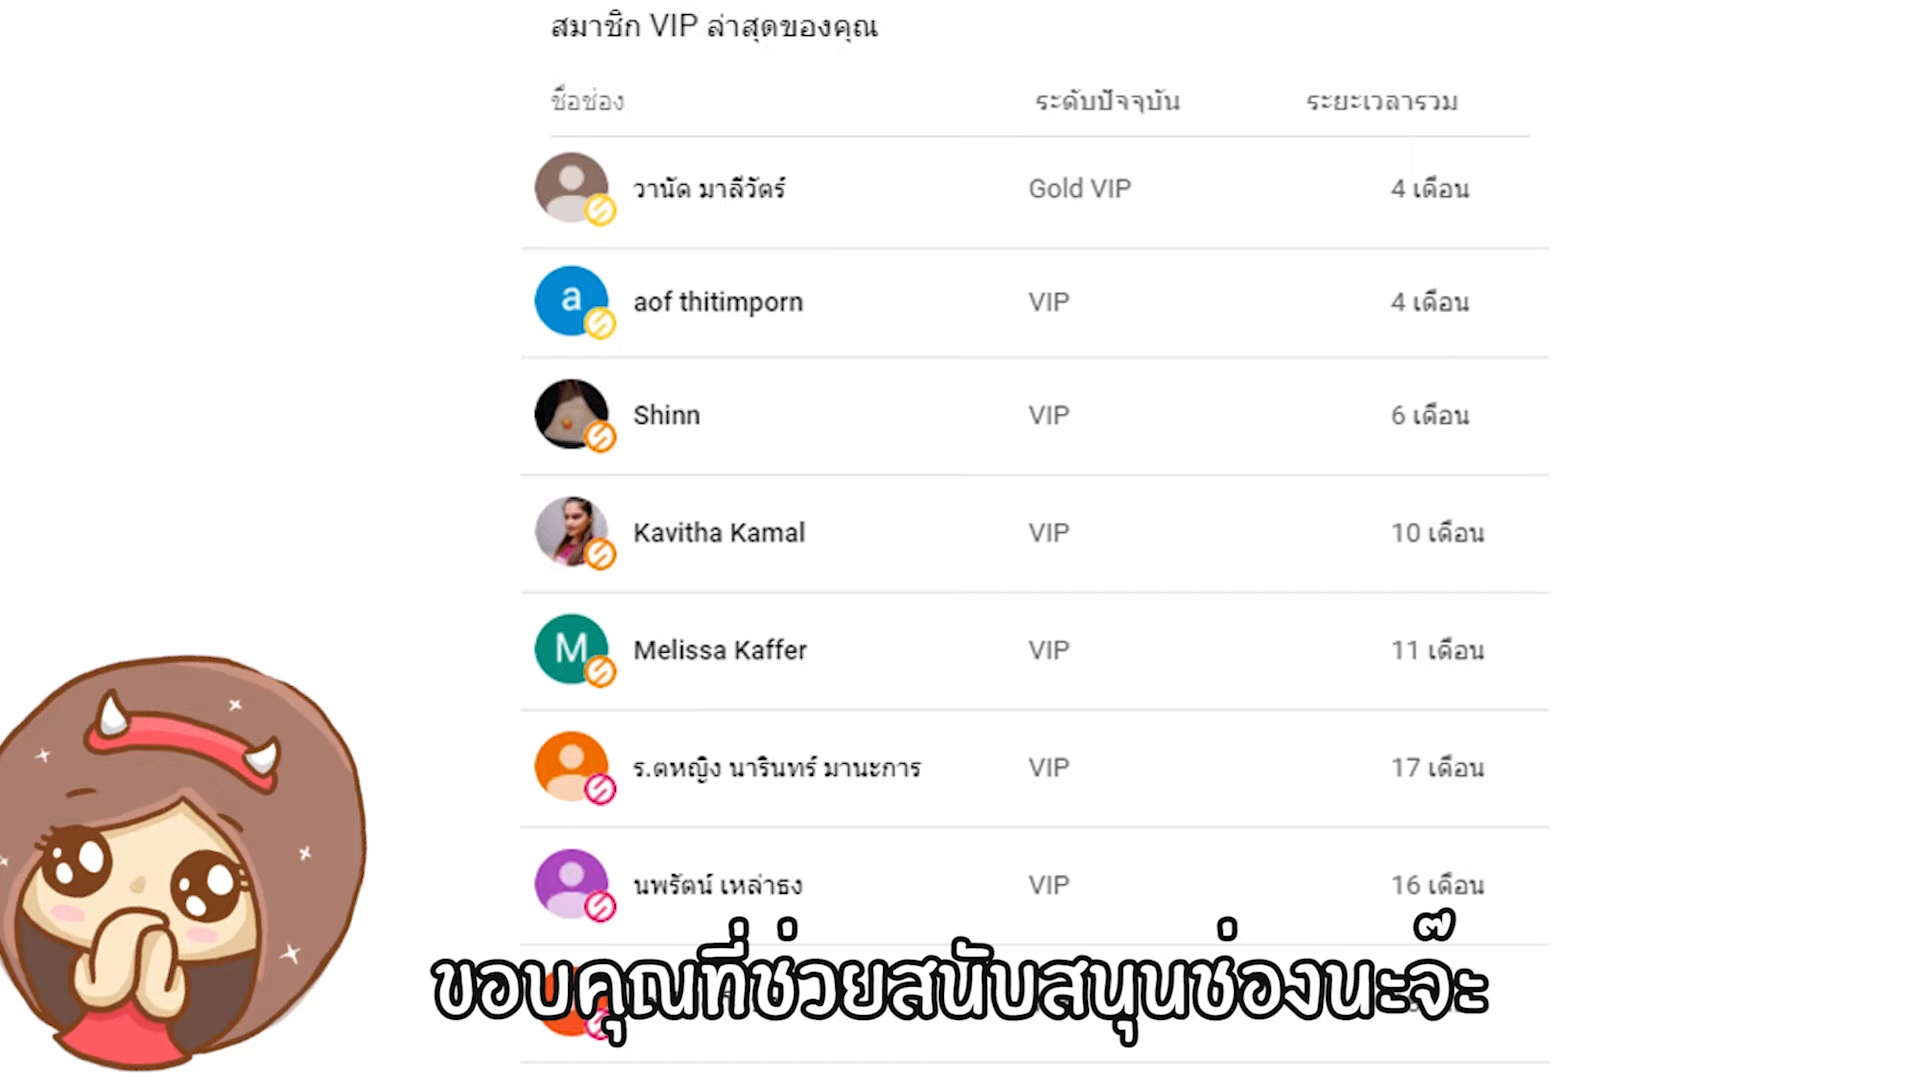 สมาชิก VIP ล่าสุดของคุณ
ชื่อช่อง ระดับปัจจุบัน ระยะเวลารวม
วานัด มาลีวัตร์ Gold VIP 4 เดือน
a aof thitimporn VIP 4 เดือน
Shinn VIP 6 เดือน
Kavitha Kamal VIP 10 เดือน
M Melissa Kaffer VIP 11 เดือน
ร.ตหญิง นารินทร์ มานะการ VIP 17 เดือน
นพรัตน์ เหล่าธง VIP 16 เดือน
ขอบคุณที่ช่วยสนับสนุนช่องนะจ๊ะ